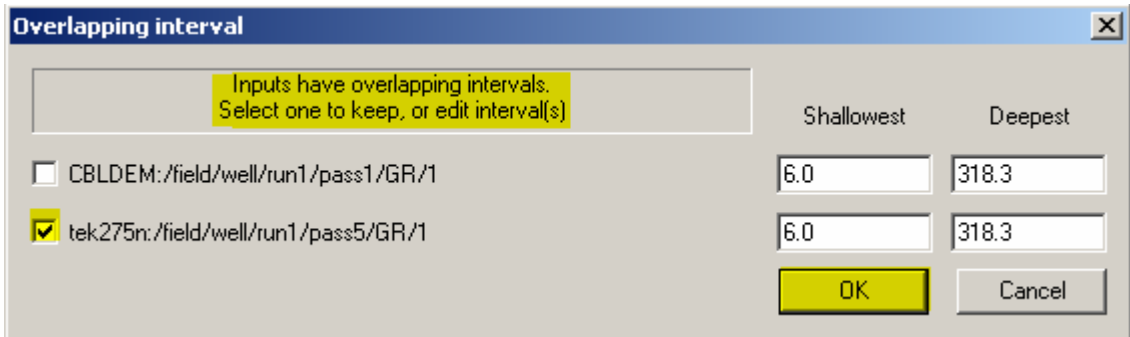 Overlapping interval
Inputs have overlapping intervals.
Select one to keep, or edit interval(s)
Shallowest Deepest
CBLDEM:/field/well/run1/pass1/GR/1 6.0 318.3
tek275n:/field/well/run1/pass5/GR/1 6.0 318.3
OK Cancel